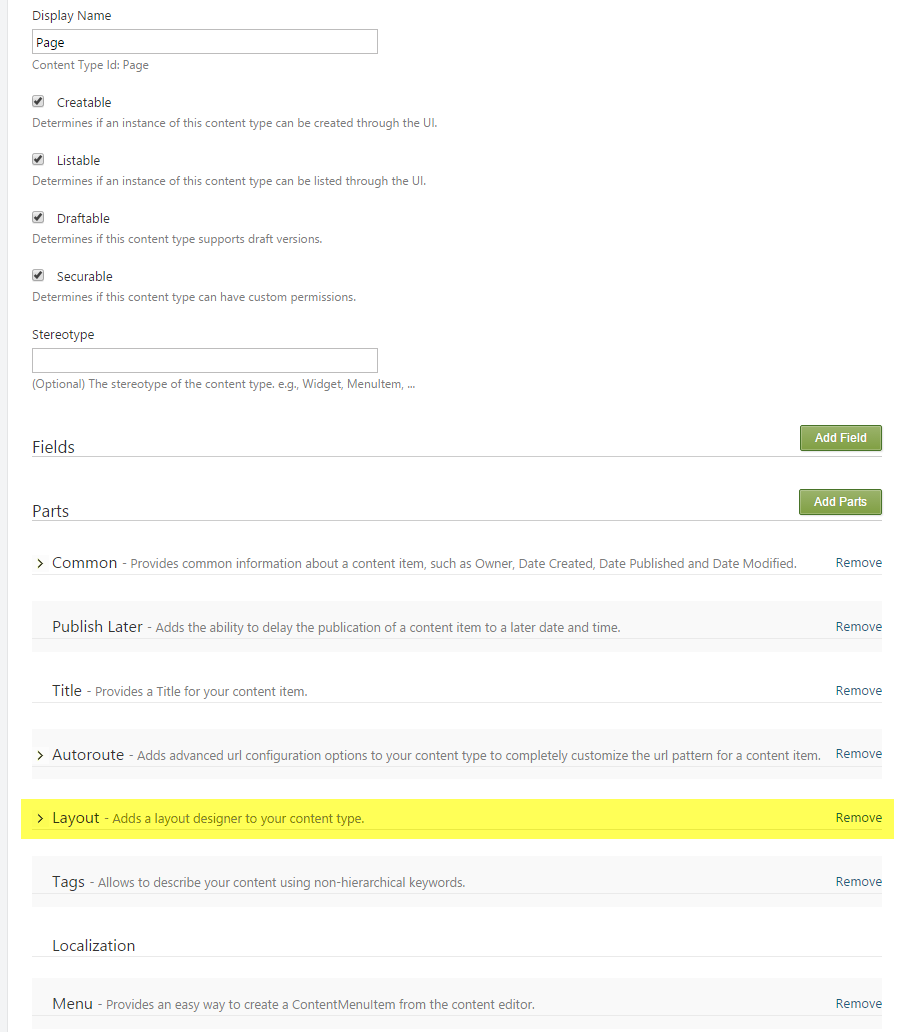 Display Name
Page
Content Type Id: Page
Creatable
Determines if an instance of this content type can be created through the UI.
Listable
Determines if an instance of this content type can be listed through the UI.
Draftable
Determines if this content type supports draft versions.
Securable
Determines if this content type can have custom permissions.
Stereotype
(Optional) The stereotype of the content type. e.g., Widget, MenuItem, ...
Fields Add Field
Parts Add Parts
Common - Provides common information about a content item, such as Owner, Date Created, Date Published and Date Modified. Remove
Publish Later - Adds the ability to delay the publication of a content item to a later date and time. Remove
Title - Provides a Title for your content item. Remove
Autoroute - Adds advanced url configuration options to your content type to completely customize the url pattern for a content item. Remove
Layout - Adds a layout designer to your content type. Remove
Tags - Allows to describe your content using non-hierarchical keywords. Remove
Localization
Menu - Provides an easy way to create a ContentMenuItem from the content editor. Remove